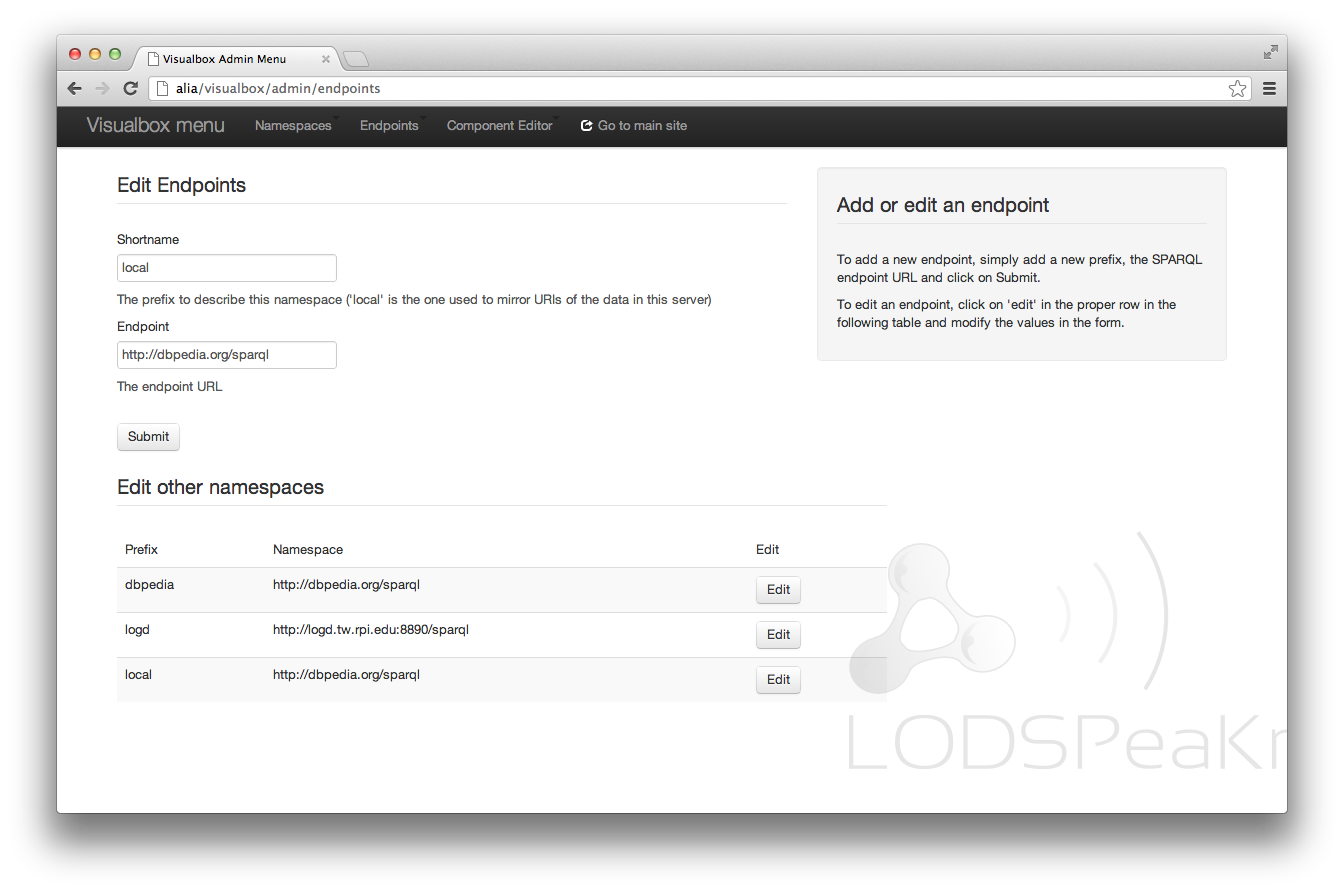 Visualbox Admin Menu
alia/visualbox/admin/endpoints
Visualbox menu Namespaces Endpoints Component Editor Go to main site
Edit Endpoints
Shortname
local
The prefix to describe this namespace ('local' is the one used to mirror URIs of the data in this server)
Endpoint
http://dbpedia.org/sparql
The endpoint URL
Submit
Add or edit an endpoint
To add a new endpoint, simply add a new prefix, the SPARQL
endpoint URL and click on Submit.
To edit an endpoint, click on 'edit' in the proper row in the
following table and modify the values in the form.
Edit other namespaces
Prefix Namespace Edit
dbpedia http://dbpedia.org/sparql Edit
logd http://logd.tw.rpi.edu:8890/sparql Edit
local http://dbpedia.org/sparql Edit
LODSPeaKr